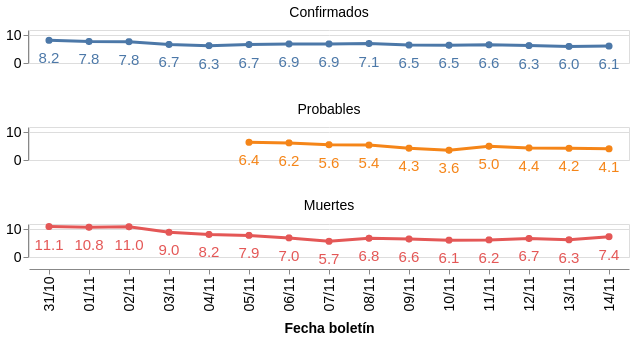 Confirmados
10
0
8.2 7.8 7.8 6.7 6.3 6.7 6.9 6.9 7.1 6.5 6.5 6.6 6.3 6.0 6.1
Probables
10
0
6.4 6.2 5.6 5.4 4.3 3.6 5.0 4.4 4.2 4.1
Muertes
10
0
11.1 10.8 11.0 9.0 8.2 7.9 7.0 5.7 6.8 6.6 6.1 6.2 6.7 6.3 7.4
31/10 01/11 02/11 03/11 04/11 05/11 06/11 07/11 08/11 09/11 10/11 11/11 12/11 13/11 14/11
Fecha boletín